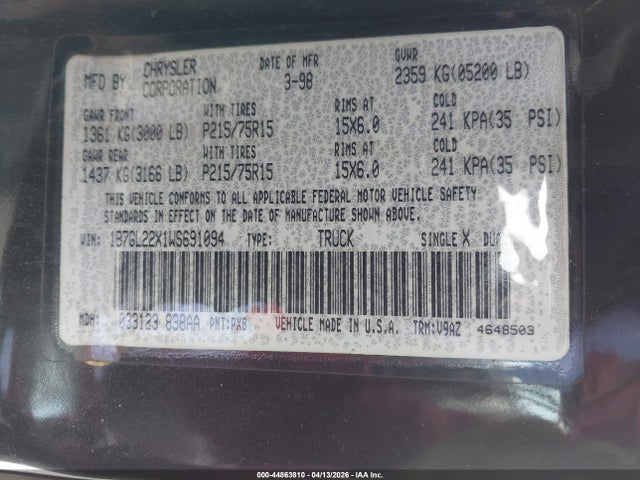 MFD BY CHRYSLER CORPORATION DATE OF MFR 3-98 GVWR 2359 KG(05200 LB)
GAWR FRONT WITH TIRES RIMS AT COLD
1361 KG(3000 LB) P215/75R15 15X6.0 241 KPA(35 PSI)
GAWR REAR WITH TIRES RIMS AT COLD
1437 KG(3166 LB) P215/75R15 15X6.0 241 KPA(35 PSI)
THIS VEHICLE CONFORMS TO ALL APPLICABLE FEDERAL MOTOR VEHICLE SAFETY
STANDARDS IN EFFECT ON THE DATE OF MANUFACTURE SHOWN ABOVE.
VIN: 1B7GL22X1WS691094 TYPE: TRUCK SINGLE X
MDH: 033123 838AA PNT:PXB VEHICLE MADE IN U.S.A. TRM:V9AZ 4648503
000-44863810 - 04/13/2026 - IAA Inc.